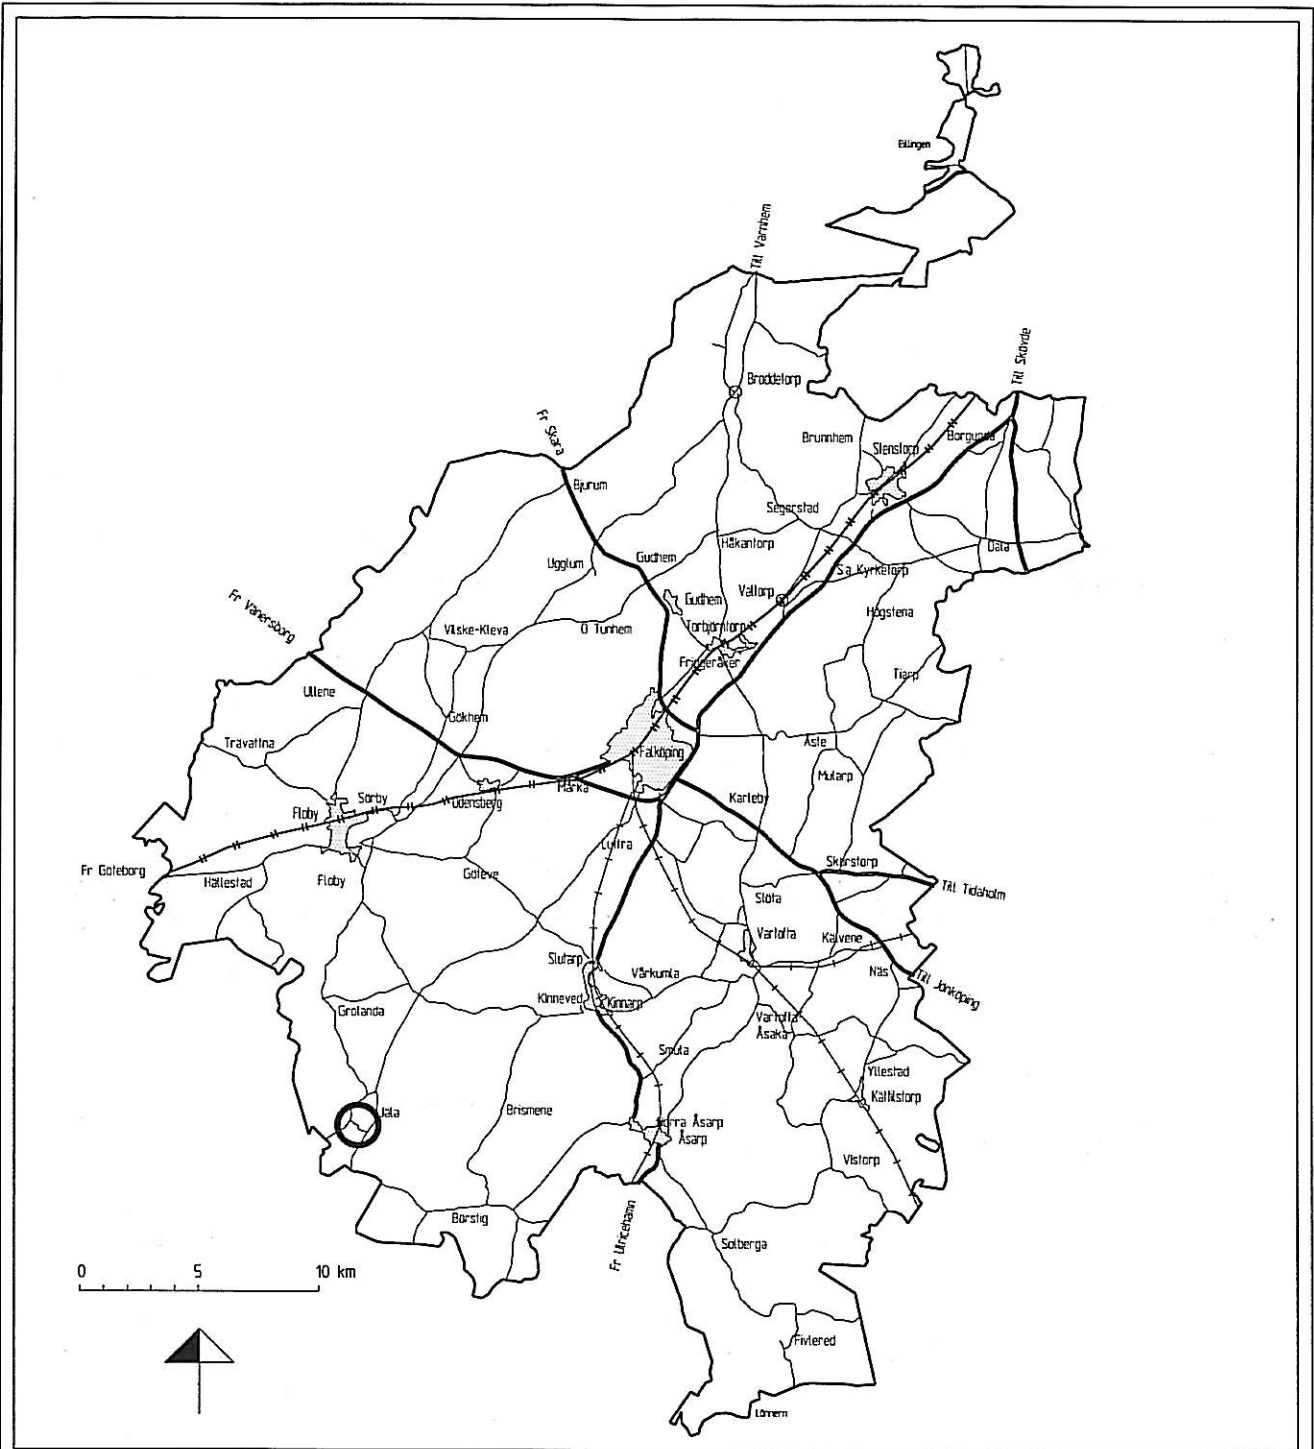 Billingen
Till Varnhem
Till Skövde
Broddetorp
Fr Skara
Brunnhem
Stenstorp
Borgunda
Bjurum
Segerstad
Håkantorp
Dala
Ugglum
Gudhem
S:a Kyrketorp
Valtorp
Gudhem
Högstena
Fr Vänersborg
Vilske-Kleva
Ö Tunhem
Torbjörntorp
Friggeråker
Tiarp
Ullene
Gökhem
Trävattna
Åsle
Falköping
Mularp
Marka
Karleby
Sörby
Odensberg
Floby
Luttra
Fr Göteborg
Hällestad
Floby
Göteve
Skörstorp
Till Tidaholm
Slöta
Vartofta
Kälvene
Slutarp
Vårkumla
Näs
Till Jönköping
Kinneved
Kinnarp
Grolanda
Vartofta
Åsaka
Smula
Yllestad
Kättilstorp
Jäla
Brismene
Norra Åsarp
Åsarp
Vistorp
Börstig
Fr Ulricehamn
Solberga
0 5 10 km
Fivlered
Lönnern